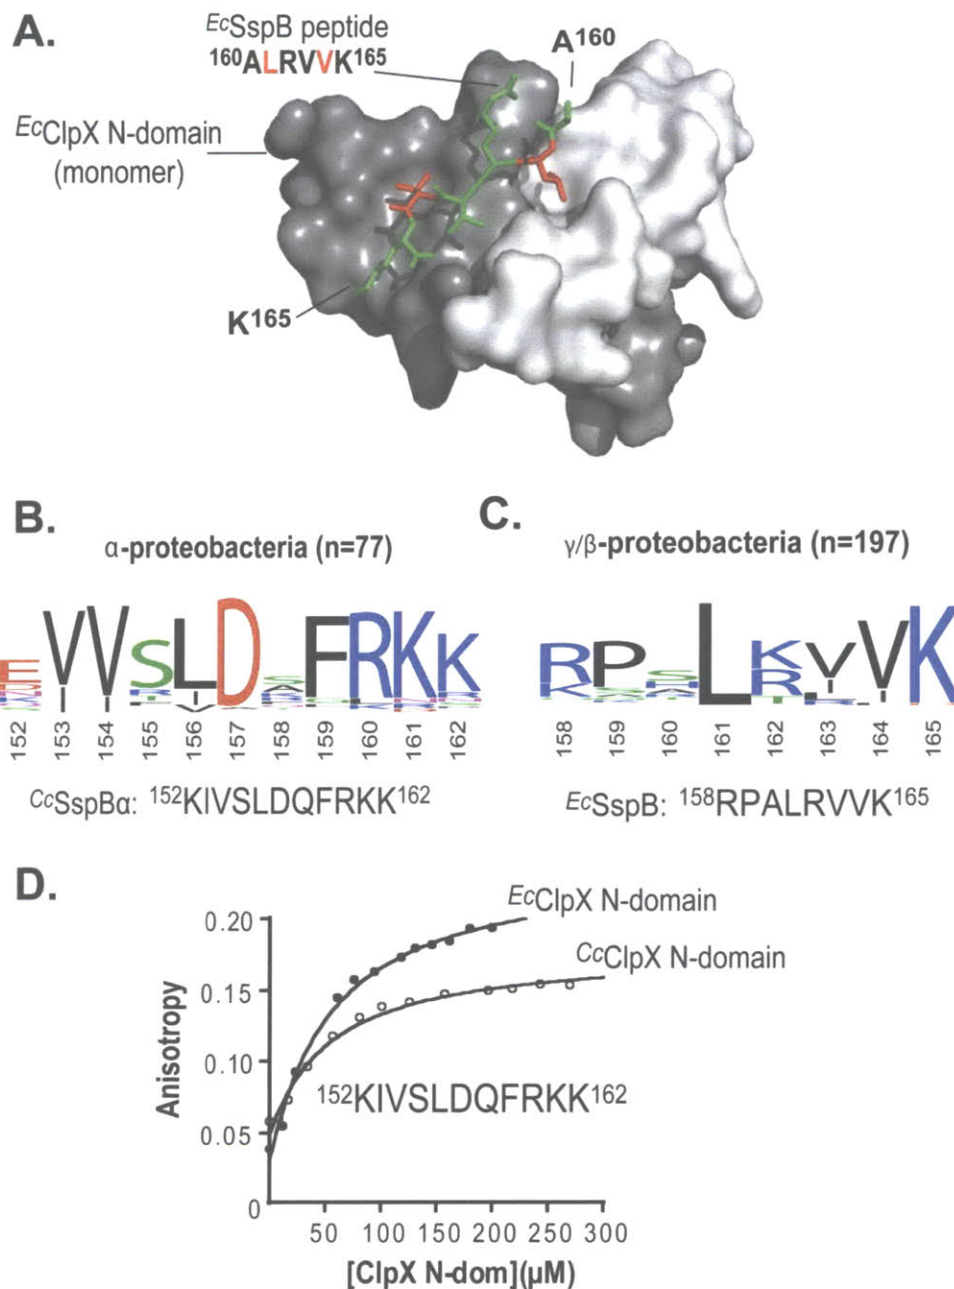 A.
EcSspB peptide
160ALRVVK165
A160
EcClpX N-domain
(monomer)
K165
B.
α-proteobacteria (n=77)
152 153 154 155 156 157 158 159 160 161 162
CcSspBα: 152KIVSLDQFRKK162
C.
γ/β-proteobacteria (n=197)
158 159 160 161 162 163 164 165
EcSspB: 158RPALRVVK165
D.
EcClpX N-domain
CcClpX N-domain
152KIVSLDQFRKK162
Anisotropy
0.20
0.15
0.10
0.05
0
50 100 150 200 250 300
[ClpX N-dom](µM)